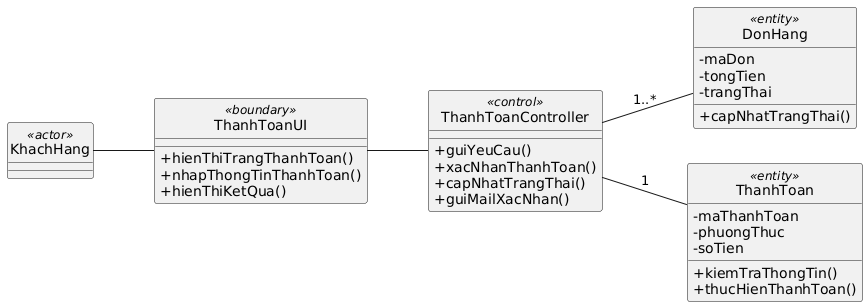 «actor»
KhachHang
«boundary»
ThanhToanUI
+hienThiTrangThanhToan()
+nhapThongTinThanhToan()
+hienThiKetQua()
«control»
ThanhToanController
+guiYeuCau()
+xacNhanThanhToan()
+capNhatTrangThai()
+guiMailXacNhan()
1..*
1
«entity»
DonHang
-maDon
-tongTien
-trangThai
+capNhatTrangThai()
«entity»
ThanhToan
-maThanhToan
-phuongThuc
-soTien
+kiemTraThongTin()
+thucHienThanhToan()